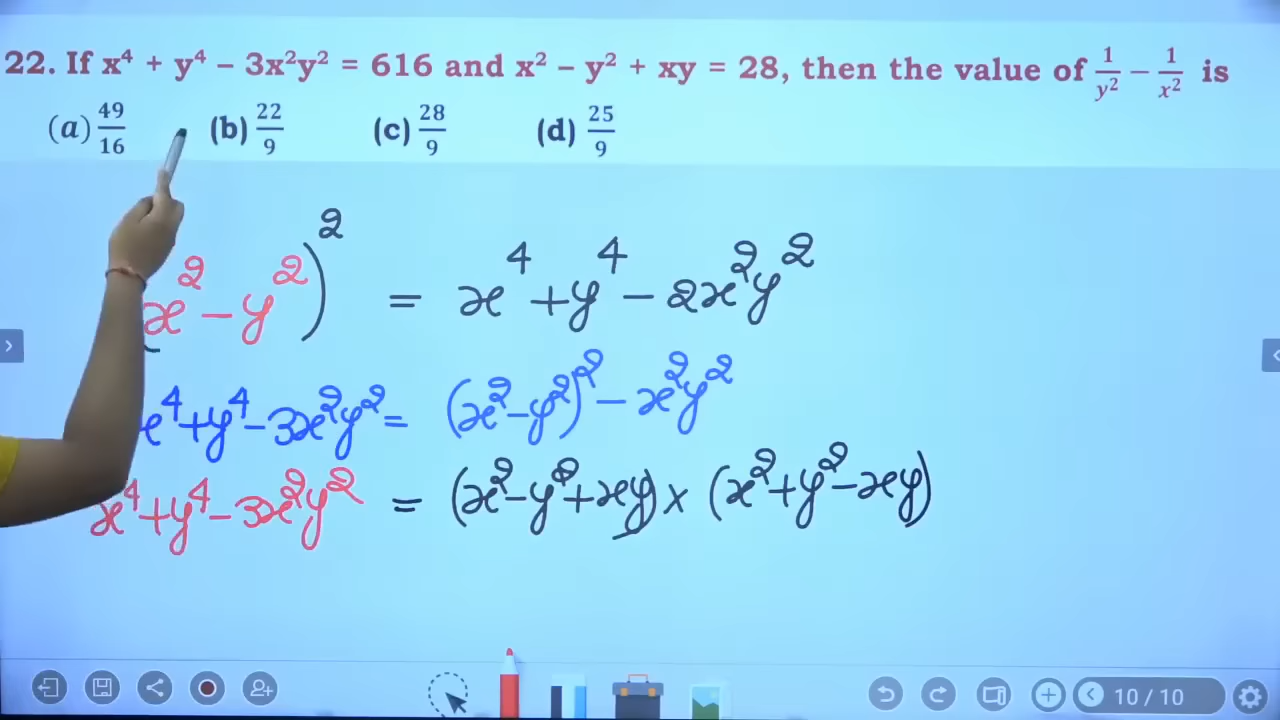 22. If x⁴ + y⁴ – 3x²y² = 616 and x² – y² + xy = 28, then the value of 1/y² – 1/x² is
(a) 49/16 (b) 22/9 (c) 28/9 (d) 25/9
x² – y²)² = x⁴ + y⁴ – 2x²y²
x⁴ + y⁴ – 3x²y² = (x² – y²)² – x²y²
x⁴ + y⁴ – 3x²y² = (x² – y² + xy) × (x² + y² – xy)
10 / 10